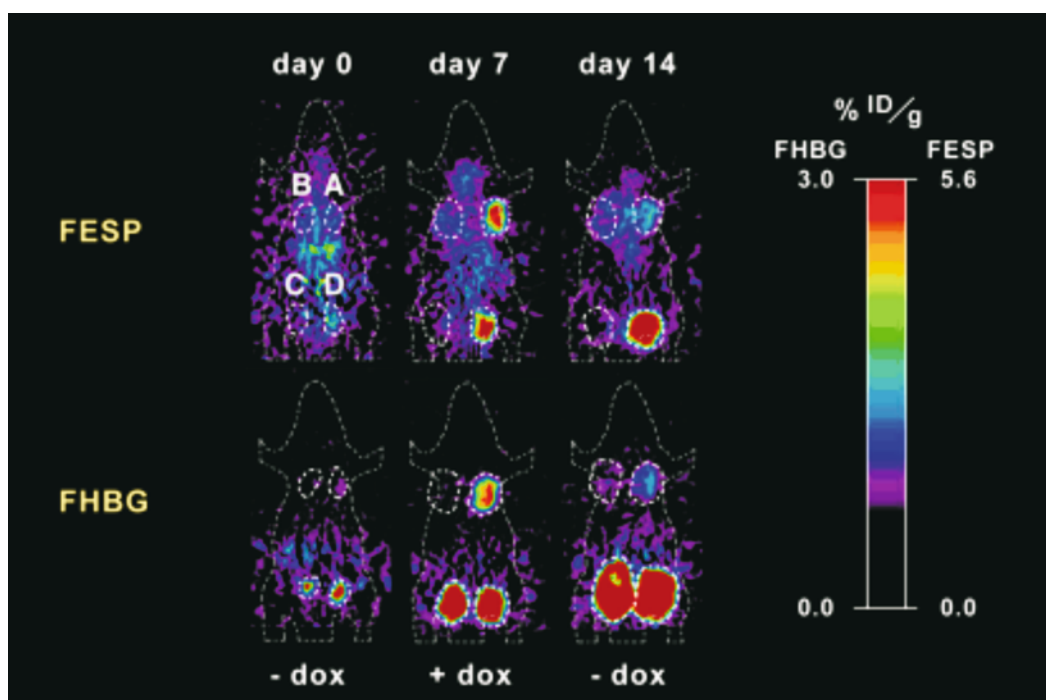 day 0 day 7 day 14
% ID/g
FHBG FESP
3.0 5.6
B A
FESP
C D
FHBG
0.0 0.0
- dox + dox - dox